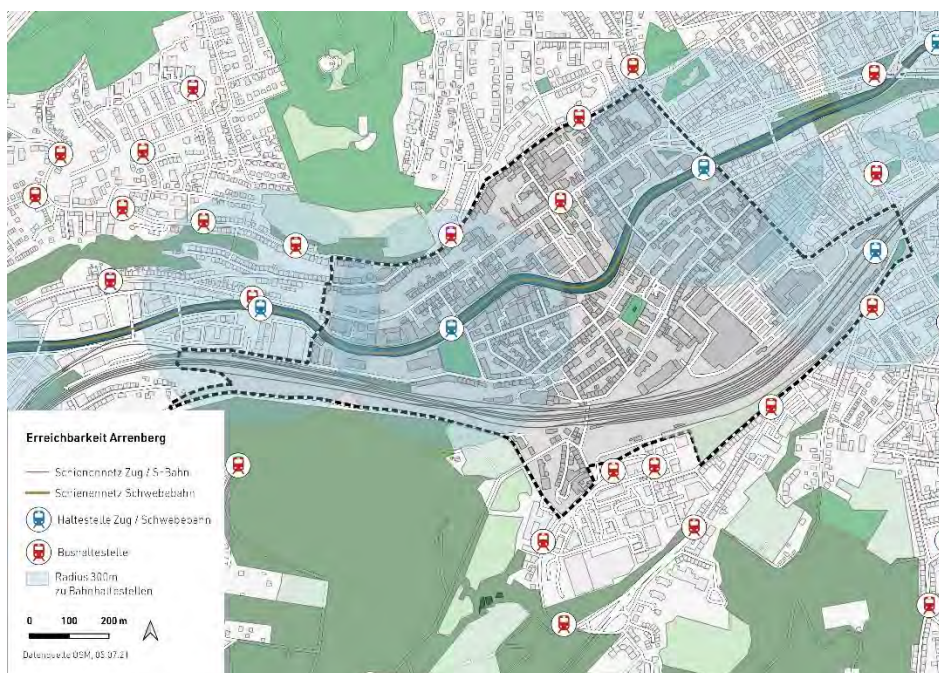 Erreichbarkeit Arrenberg
Schienennetz Zug / S-Bahn
Schienennetz Schwebebahn
Haltestelle Zug / Schwebebahn
Bushaltestelle
Radius 300m
zu Bahnhaltestellen
0 100 200 m
Datenquelle OSM, 05.07.21